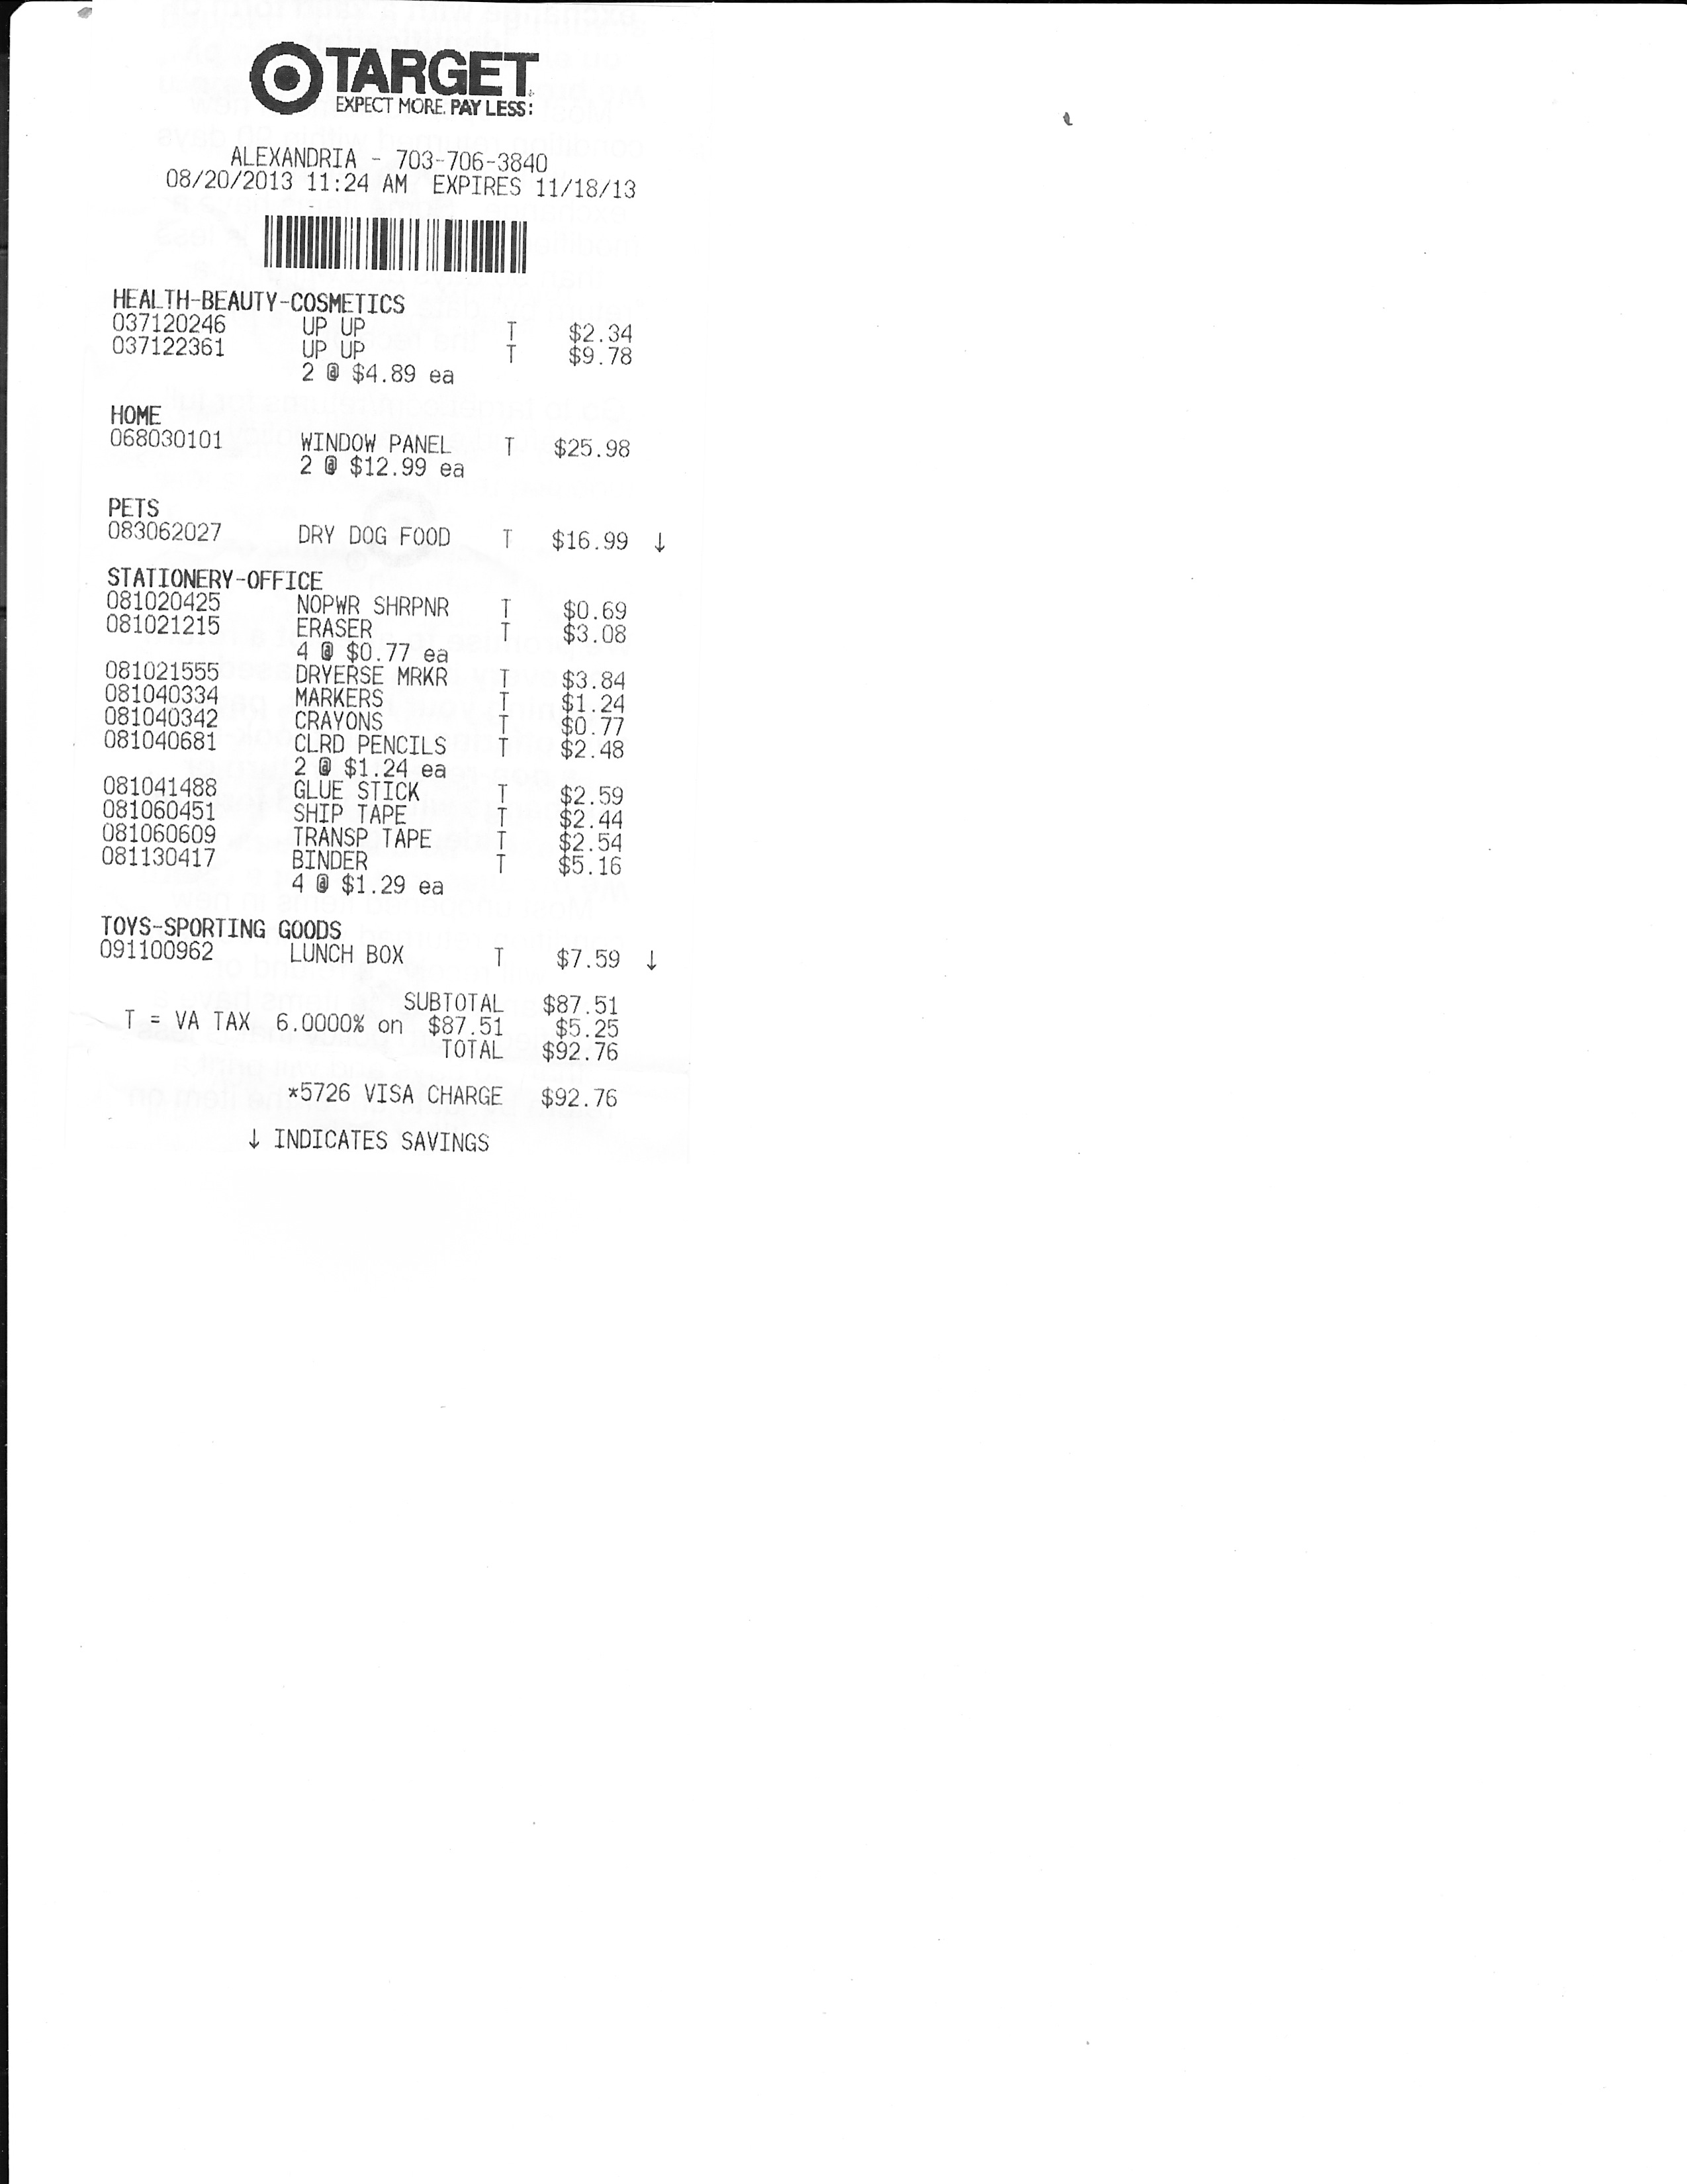 TARGET
EXPECT MORE. PAY LESS.
ALEXANDRIA - 703-706-3840
08/20/2013 11:24 AM EXPIRES 11/18/13
HEALTH-BEAUTY-COSMETICS
037120246 UP UP T $2.34
037122361 UP UP T $9.78
2 @ $4.89 ea
HOME
068030101 WINDOW PANEL T $25.98
2 @ $12.99 ea
PETS
083062027 DRY DOG FOOD T $16.99 ↓
STATIONERY-OFFICE
081020425 NOPWR SHRPNR T $0.69
081021215 ERASER T $3.08
4 @ $0.77 ea
081021555 DRYERSE MRKR T $3.84
081040334 MARKERS T $1.24
081040342 CRAYONS T $0.77
081040681 CLRD PENCILS T $2.48
2 @ $1.24 ea
081041488 GLUE STICK T $2.59
081060451 SHIP TAPE T $2.44
081060609 TRANSP TAPE T $2.54
081130417 BINDER T $5.16
4 @ $1.29 ea
TOYS-SPORTING GOODS
091100962 LUNCH BOX T $7.59 ↓
SUBTOTAL $87.51
T = VA TAX 6.0000% on $87.51 $5.25
TOTAL $92.76
*5726 VISA CHARGE $92.76
↓ INDICATES SAVINGS